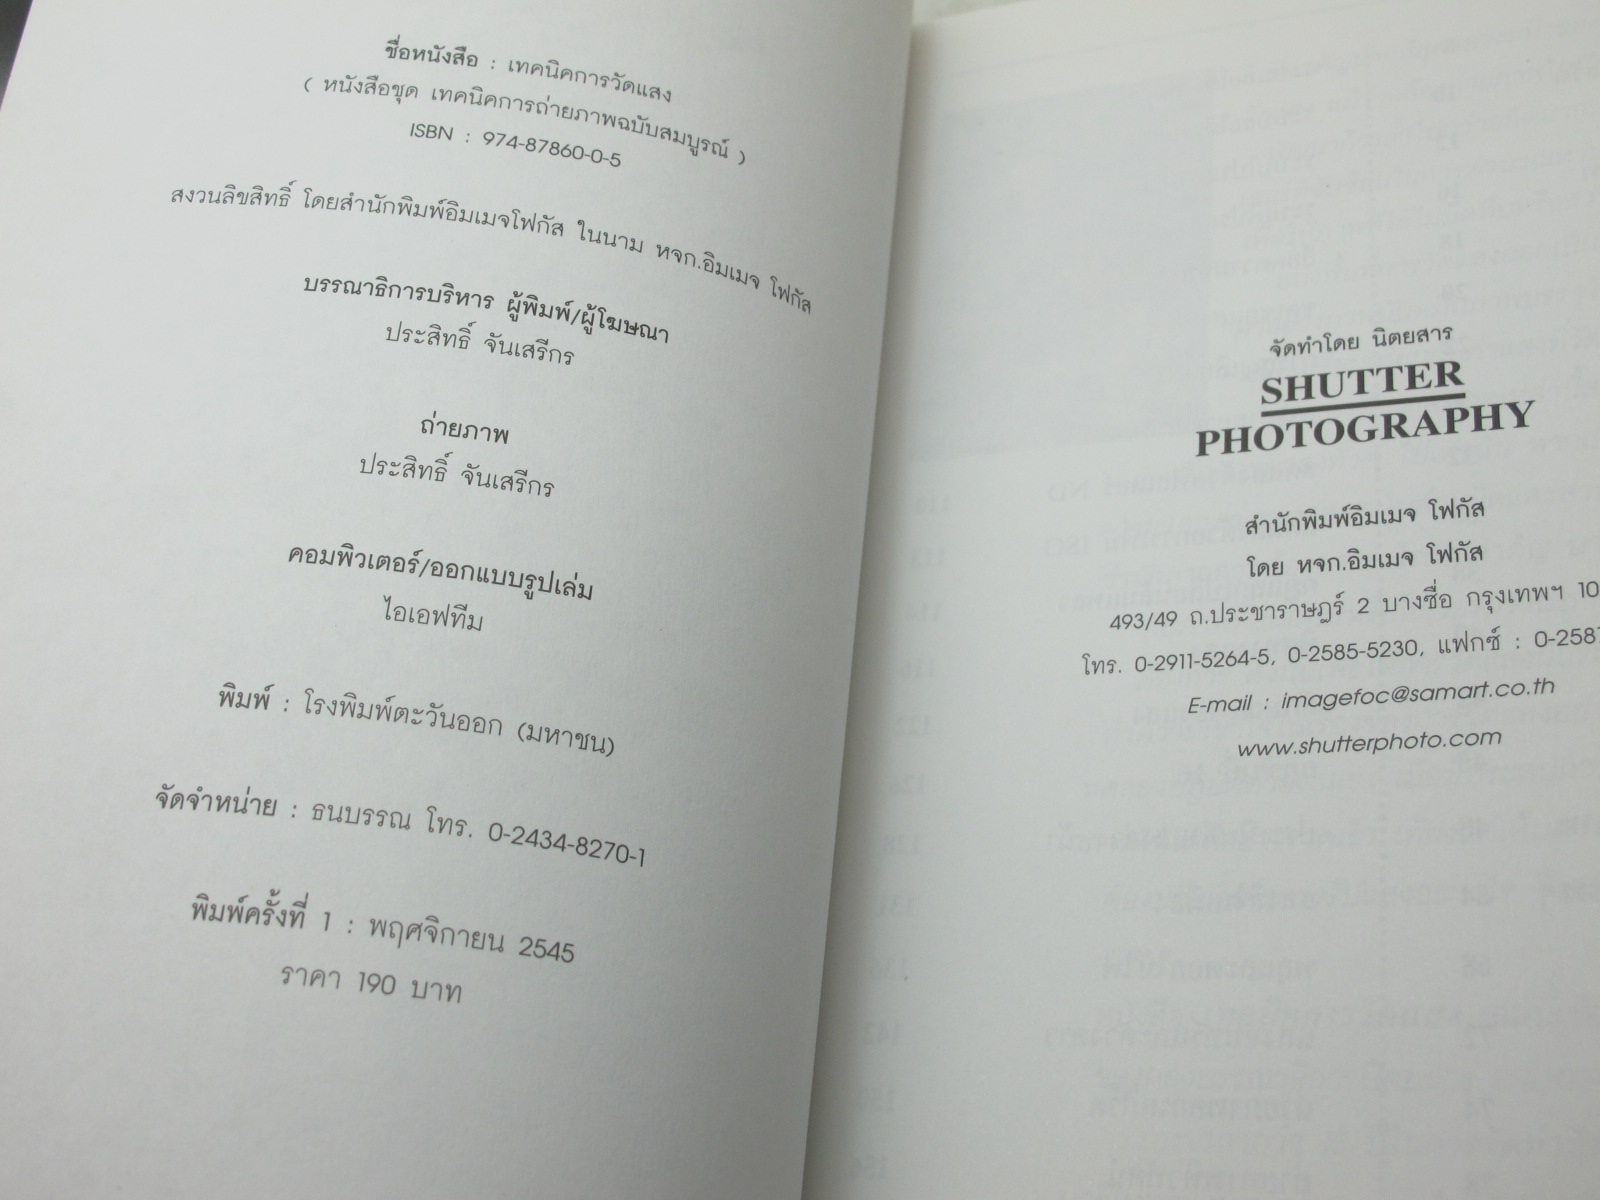 ชื่อหนังสือ : เทคนิคการวัดแสง
( หนังสือชุด เทคนิคการถ่ายภาพฉบับสมบูรณ์ )
ISBN : 974-87860-0-5
สงวนลิขสิทธิ์ โดยสำนักพิมพ์อิมเมจโฟกัส ในนาม หจก.อิมเมจ โฟกัส
บรรณาธิการบริหาร ผู้พิมพ์/ผู้โฆษณา
ประสิทธิ์ จันเสรีกร
ถ่ายภาพ
ประสิทธิ์ จันเสรีกร
คอมพิวเตอร์/ออกแบบรูปเล่ม
ไอเอฟทีม
พิมพ์ : โรงพิมพ์ตะวันออก (มหาชน)
จัดจำหน่าย : ธนบรรณ โทร. 0-2434-8270-1
พิมพ์ครั้งที่ 1 : พฤศจิกายน 2545
ราคา 190 บาท
จัดทำโดย นิตยสาร
SHUTTER
PHOTOGRAPHY
สำนักพิมพ์อิมเมจ โฟกัส
โดย หจก.อิมเมจ โฟกัส
493/49 ถ.ประชาราษฎร์ 2 บางซื่อ กรุงเทพฯ 10
โทร. 0-2911-5264-5, 0-2585-5230, แฟกซ์ : 0-258
E-mail : imagefoc@samart.co.th
www.shutterphoto.com